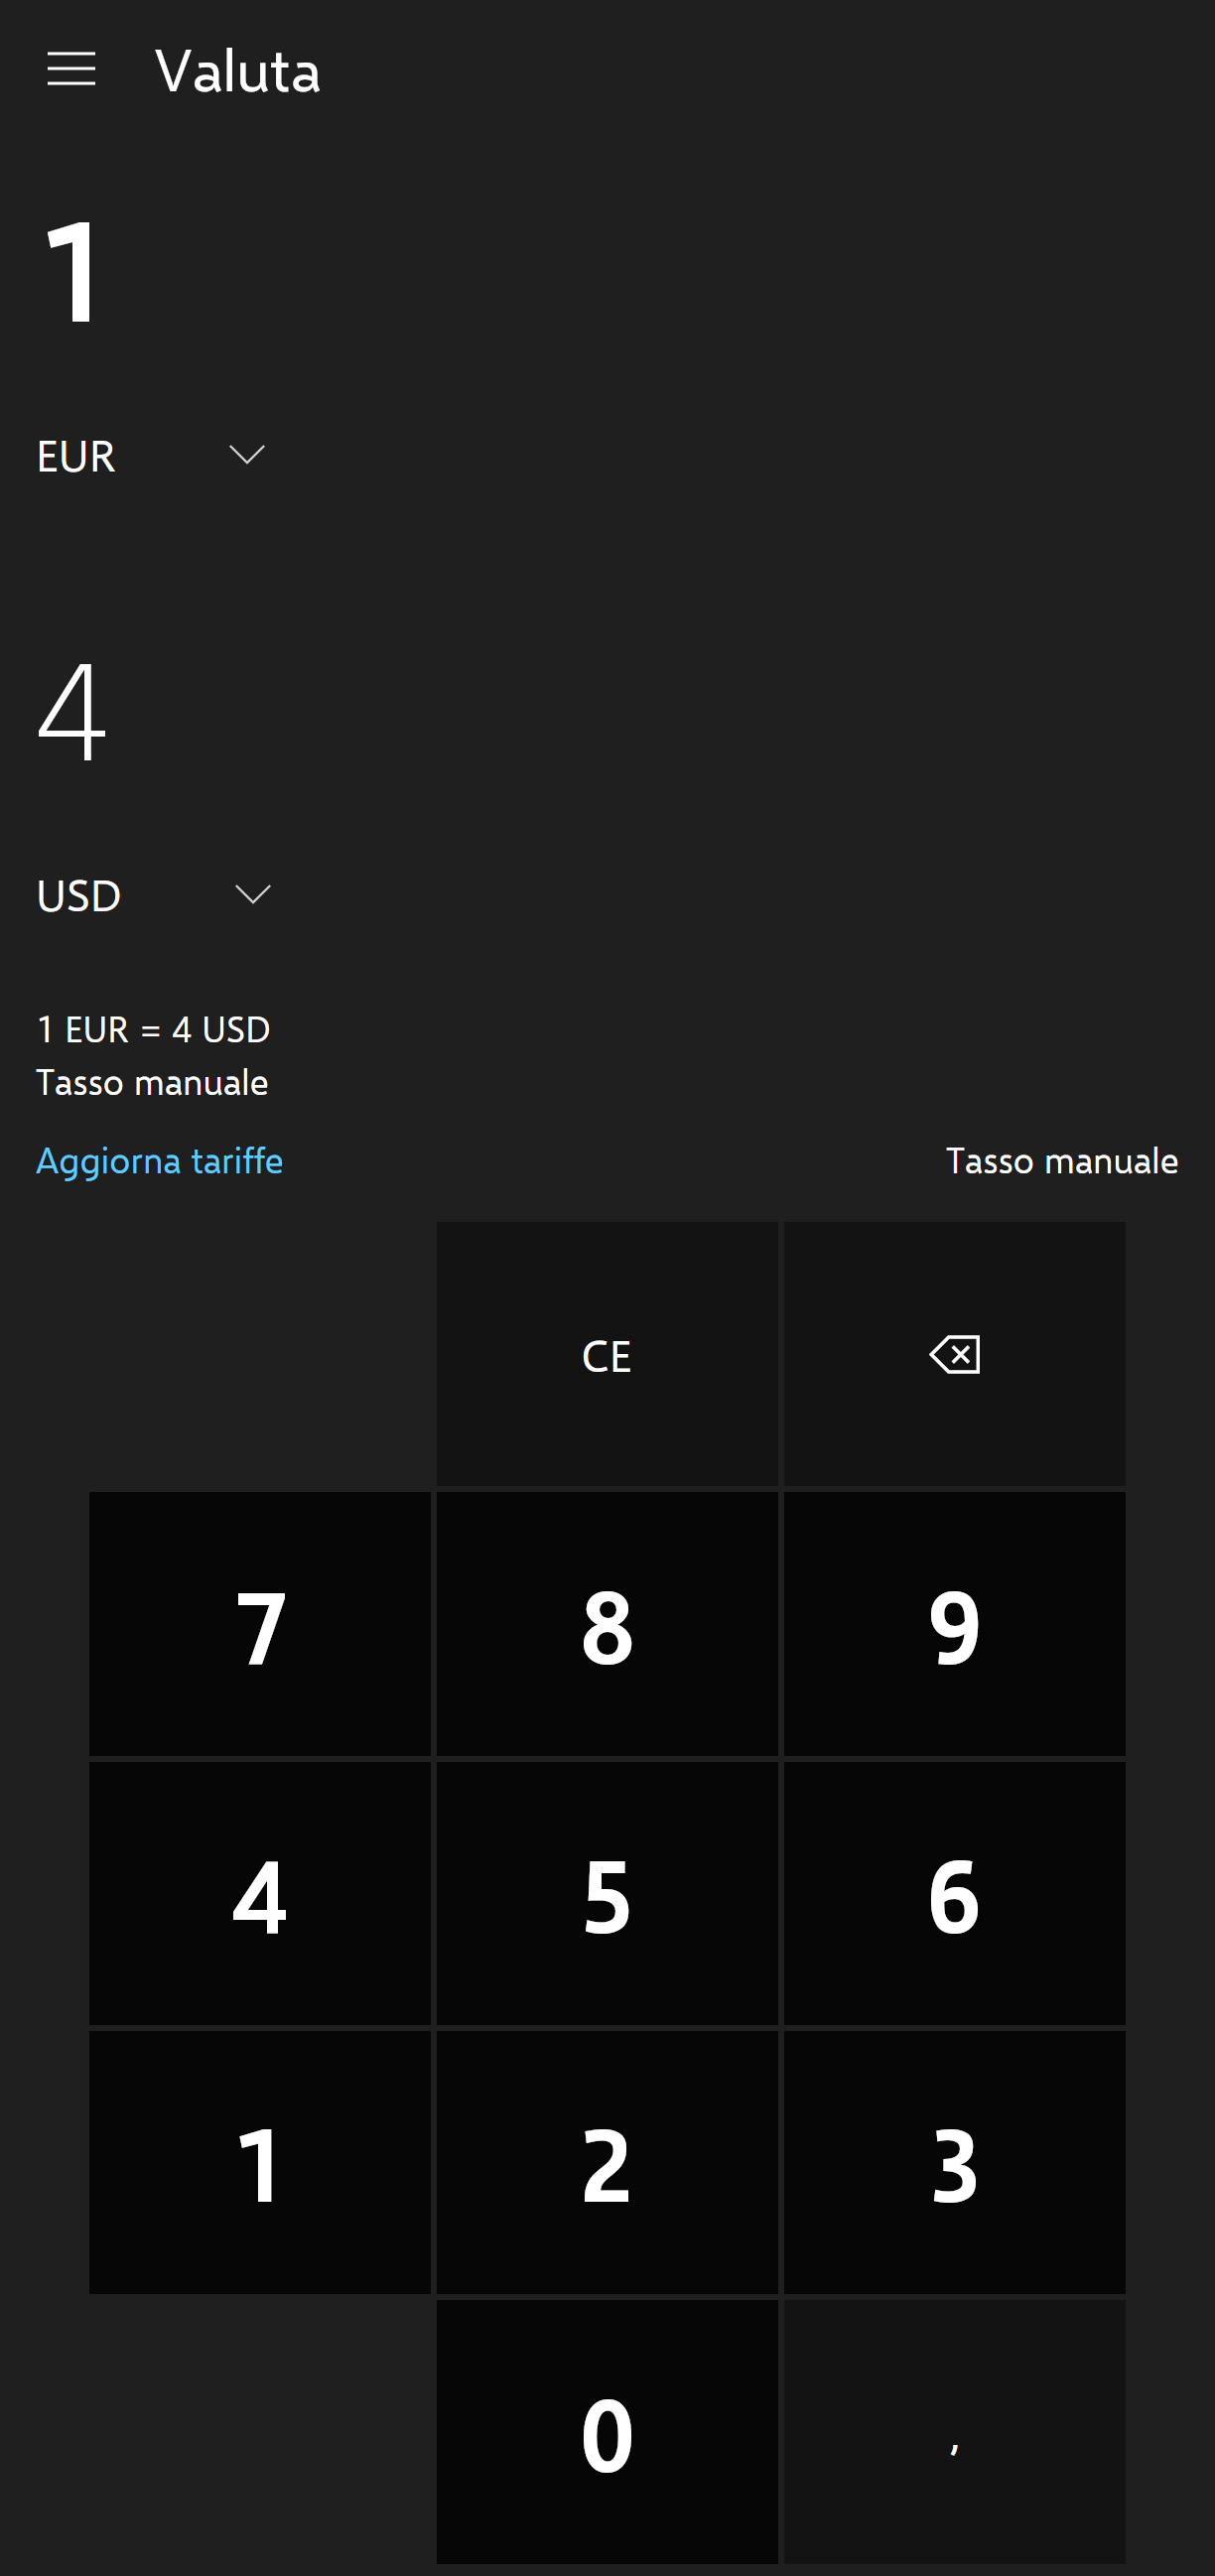 Valuta
1
EUR
4
USD
1 EUR = 4 USD
Tasso manuale
Aggiorna tariffe
Tasso manuale
CE
7 8 9
4 5 6
1 2 3
0 ,